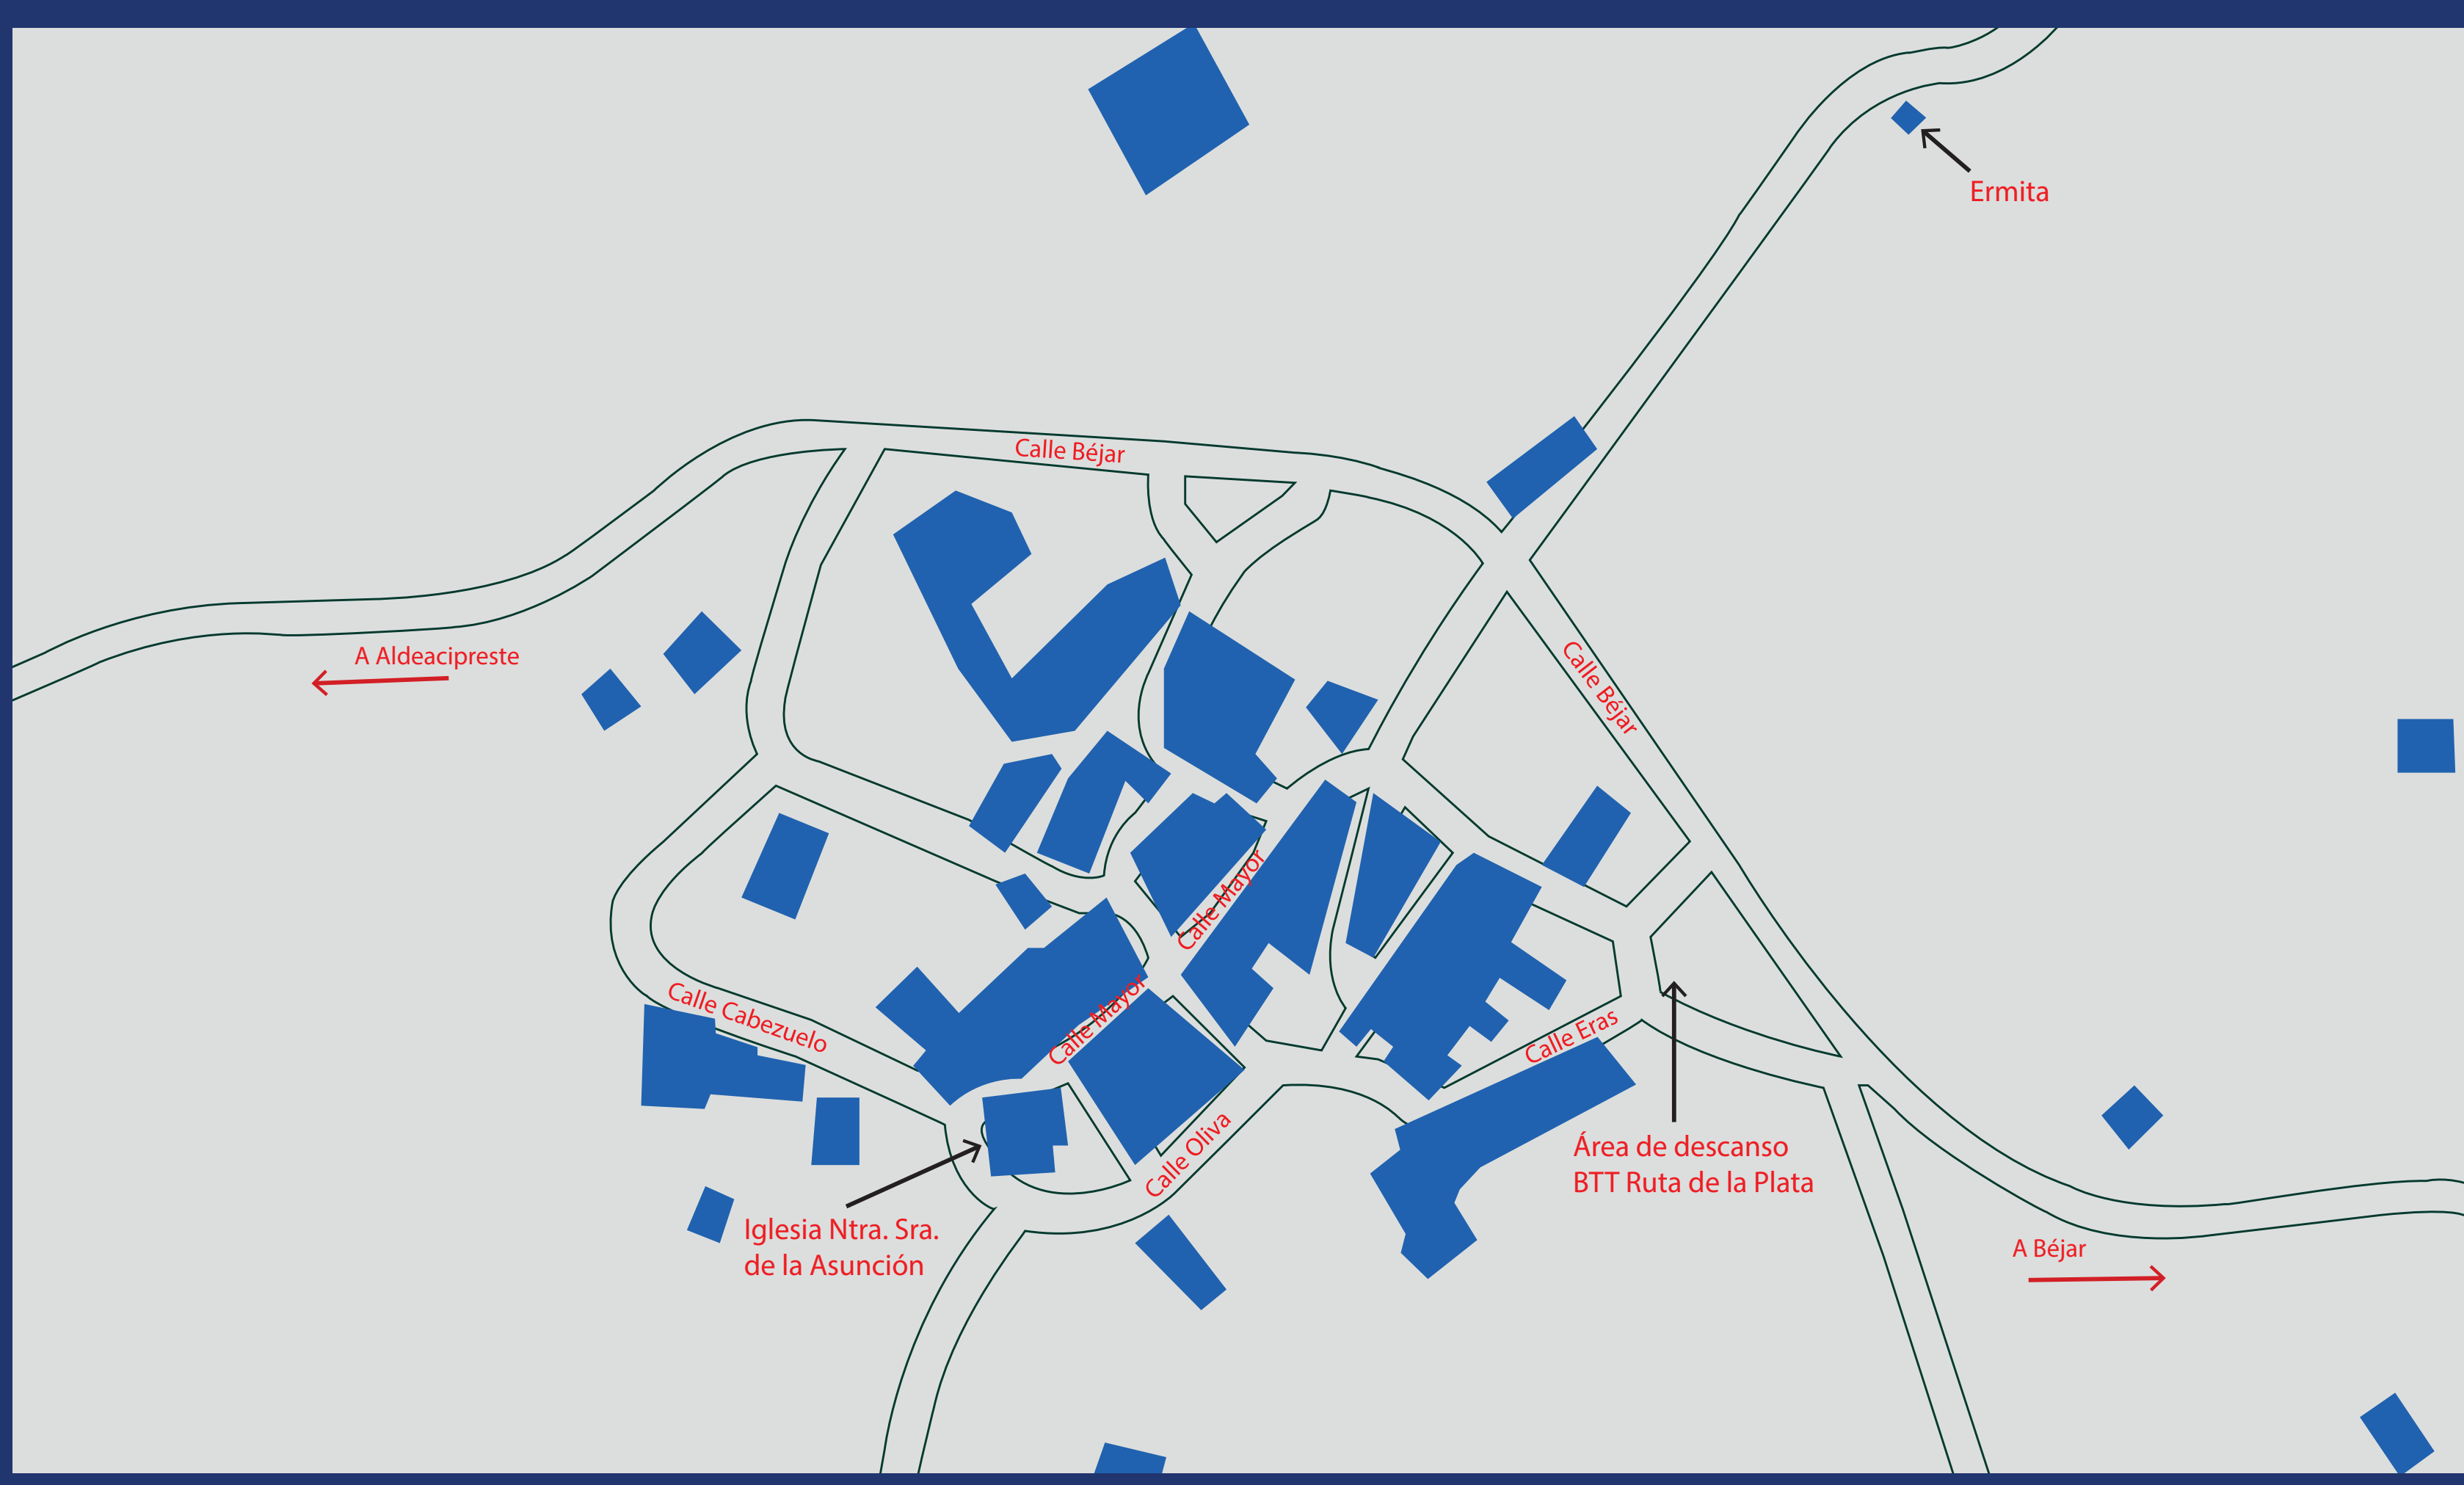 Ermita
Calle Béjar
A Aldeacipreste
Calle Béjar
Calle Mayor
Calle Mayor
Calle Cabezuelo
Calle Eras
Calle Oliva
Área de descanso
BTT Ruta de la Plata
Iglesia Ntra. Sra.
de la Asunción
A Béjar